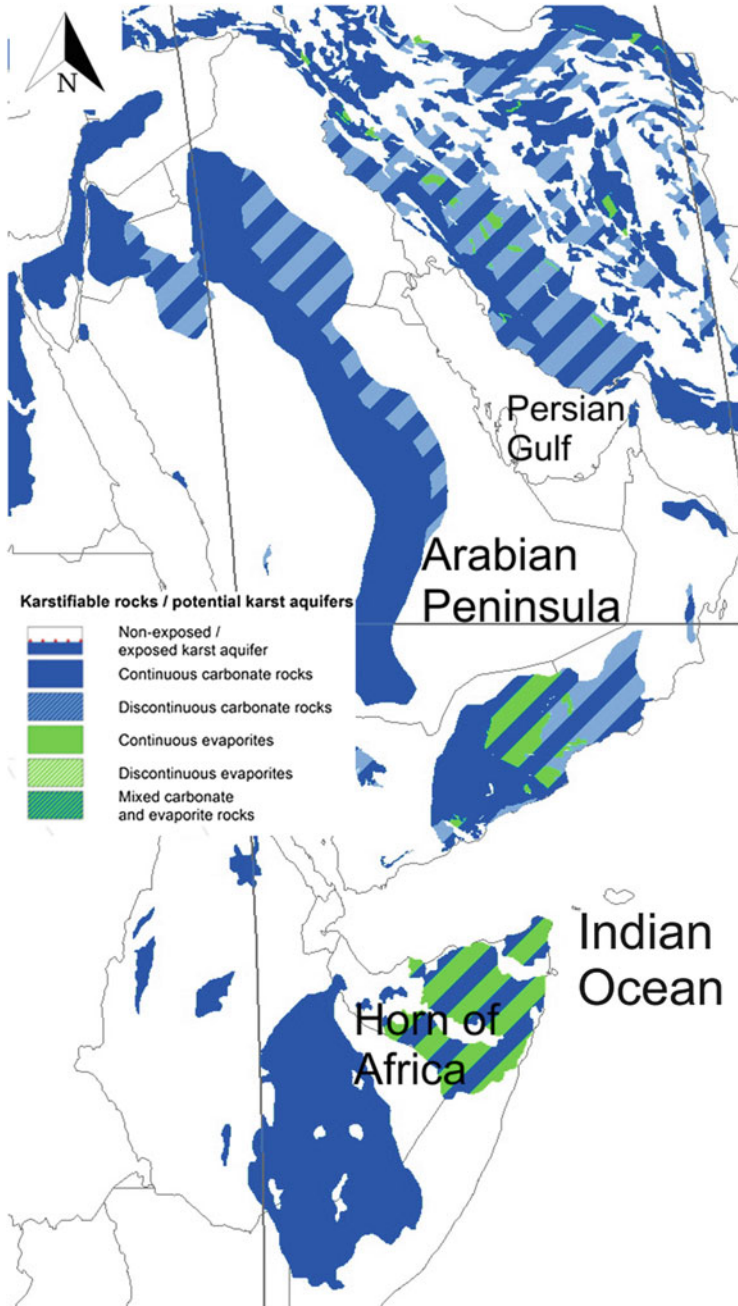 N
Persian
Gulf
Arabian
Peninsula
Karstifiable rocks / potential karst aquifers
Non-exposed /
exposed karst aquifer
Continuous carbonate rocks
Discontinuous carbonate rocks
Continuous evaporites
Discontinuous evaporites
Mixed carbonate
and evaporite rocks
Indian
Ocean
Horn of
Africa